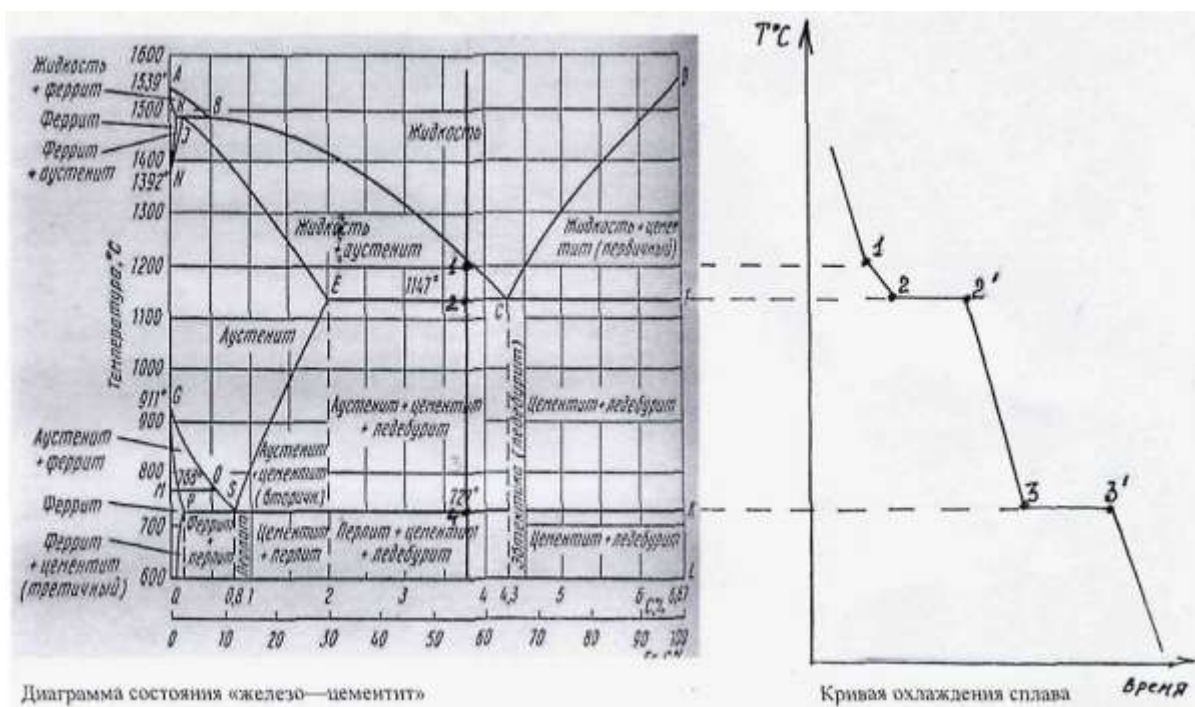 Т°С
1600
1539°
1500
1400
1392°
1300
1200
1100
1000
911°
900
800
700
600
Температура, °С
Жидкость
+ феррит
Феррит
Феррит
+ аустенит
Аустенит
+ феррит
Феррит
Феррит
+ цементит
(третичный)
A
B
N
E
C
G
M
O
P
S
Жидкость
Жидкость
+
аустенит
Жидкость + цемен
тит (первичный)
1147°
1
2
Аустенит
Аустенит + цементит
+ ледебурит
Эвтектика (ледебурит)
Цементит + ледебурит
Аустенит
+ цементит
(вторичн.)
768°
727°
Феррит
+
перлит
Перлит
Цементит
+ перлит
Перлит + цементит
+ ледебурит
Цементит + ледебурит
0 0,8 1 2 3 4 4,3 5 С,% 6 6,67
0 10 20 30 40 50 60 70 80 90 100
1
2
2'
3
3'
время
Диаграмма состояния «железо—цементит»
Кривая охлаждения сплава